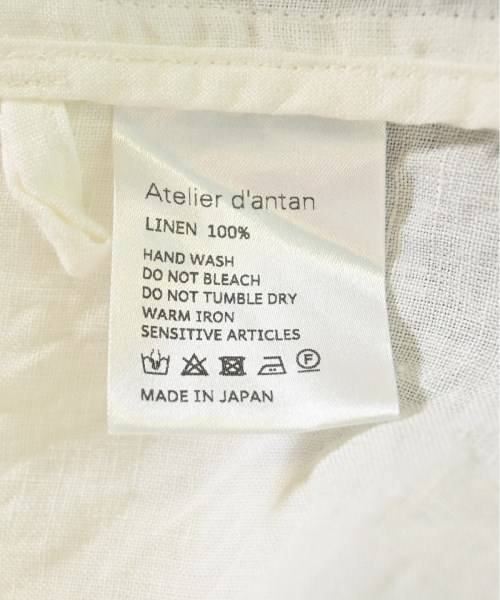 Atelier d'antan
LINEN 100%
HAND WASH
DO NOT BLEACH
DO NOT TUMBLE DRY
WARM IRON
SENSITIVE ARTICLES
F
MADE IN JAPAN